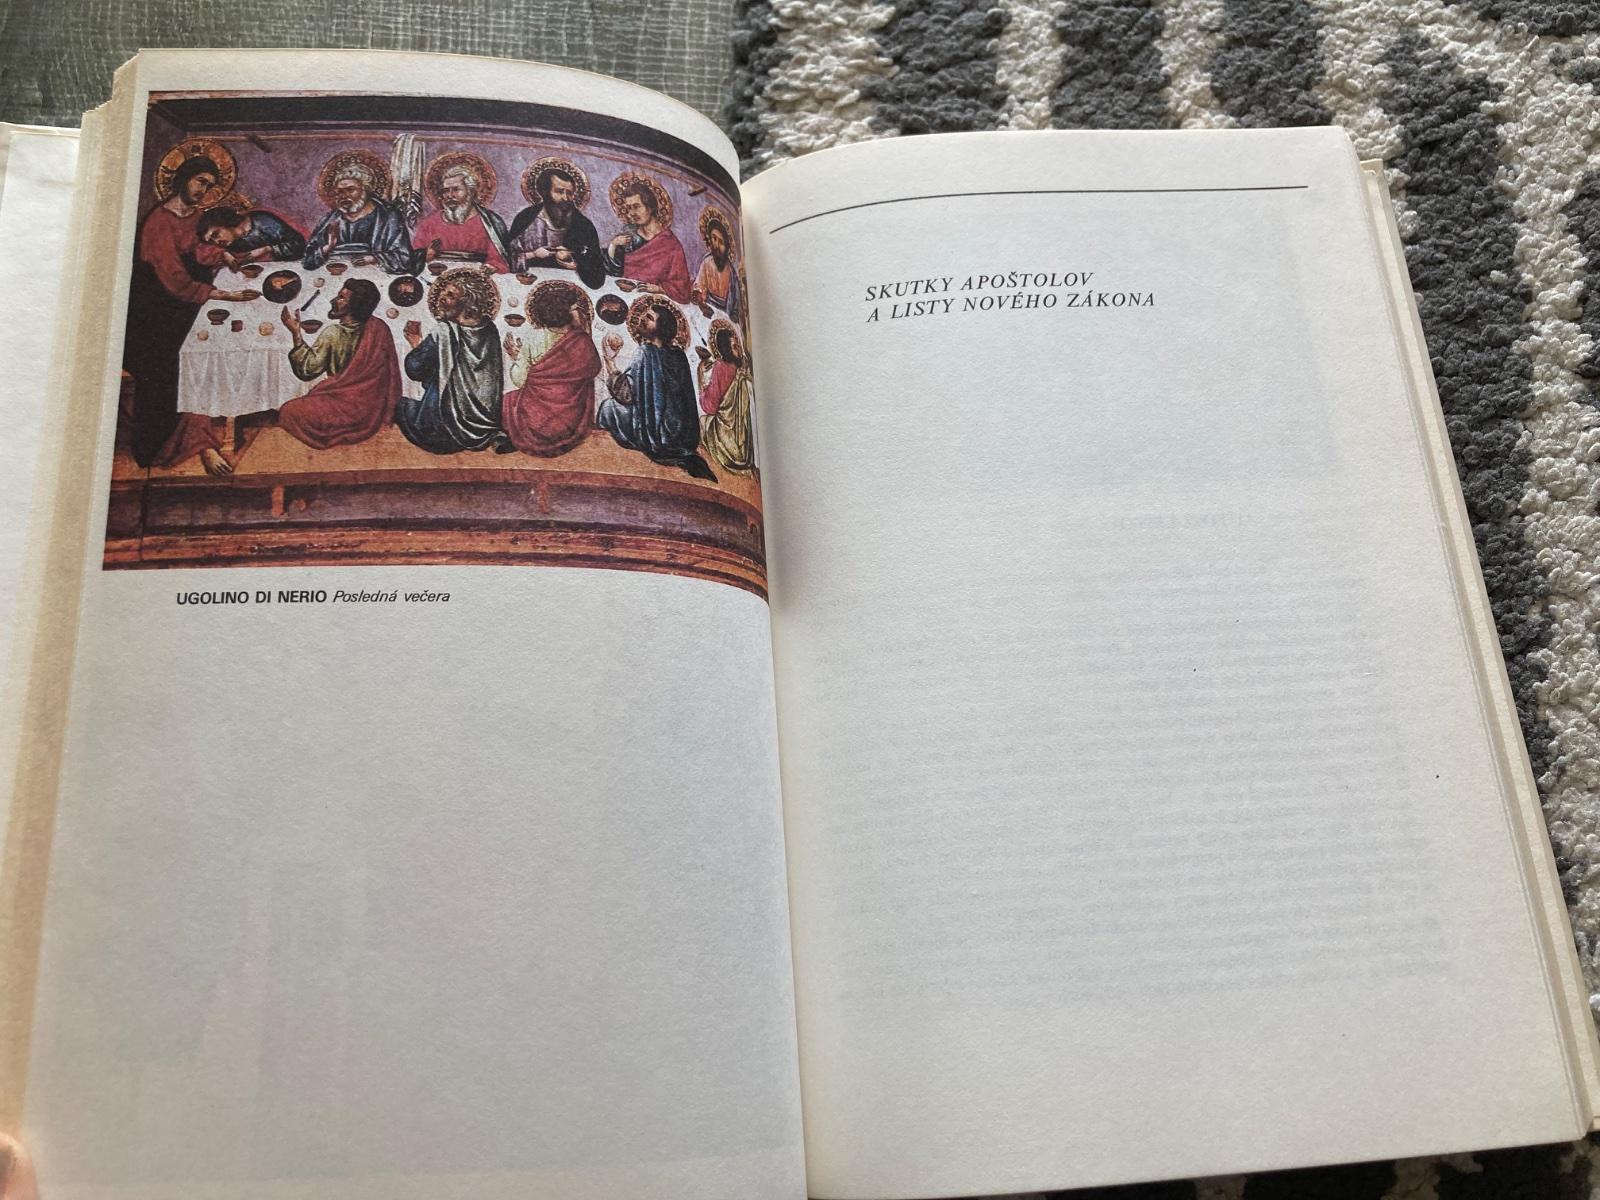 UGOLINO DI NERIO Posledná večera
SKUTKY APOŠTOLOV
A LISTY NOVÉHO ZÁKONA